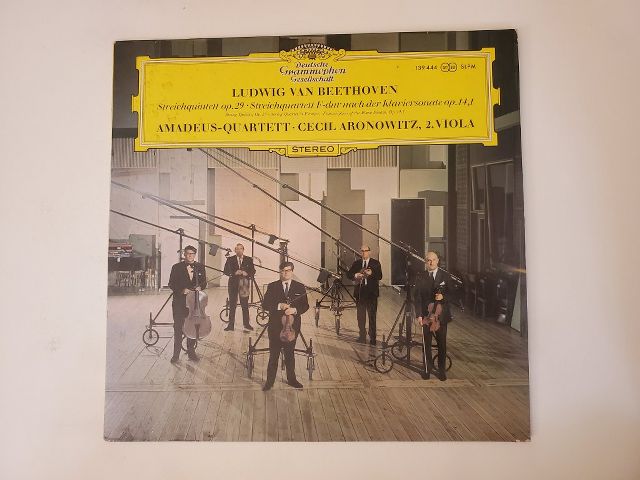 Deutsche
Grammophon
Gesellschaft
139 444 SLPM
LUDWIG VAN BEETHOVEN
Streichquintett op. 29 · Streichquartett F-dur nach der Klaviersonate op. 14,1
AMADEUS-QUARTETT · CECIL ARONOWITZ, 2. VIOLA
STEREO